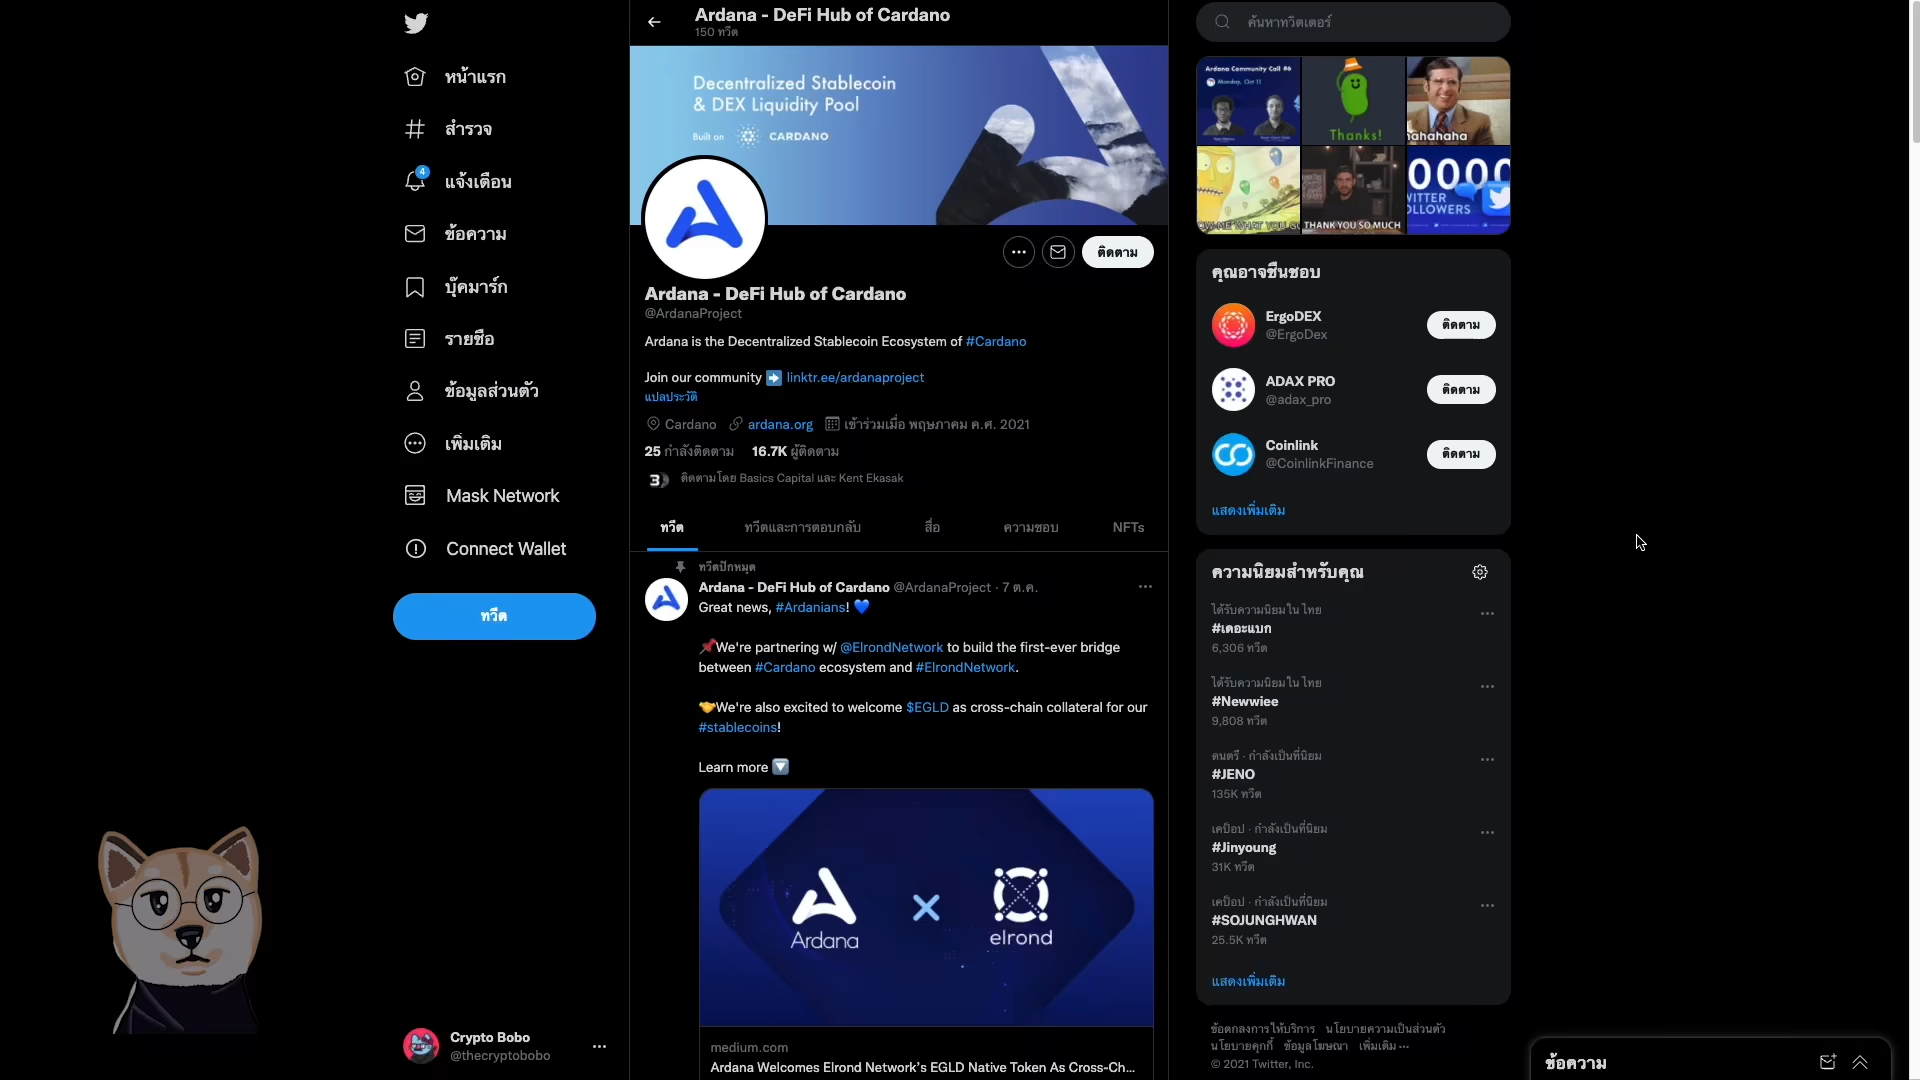 หน้าแรก
สำรวจ
4
แจ้งเตือน
ข้อความ
บุ๊คมาร์ก
รายชื่อ
ข้อมูลส่วนตัว
เพิ่มเติม
Mask Network
Connect Wallet
ทวีต
Crypto Bobo
@thecryptobobo
Ardana - DeFi Hub of Cardano
150 ทวีต
Decentralized Stablecoin
& DEX Liquidity Pool
Built on CARDANO
ติดตาม
Ardana - DeFi Hub of Cardano
@ArdanaProject
Ardana is the Decentralized Stablecoin Ecosystem of #Cardano
Join our community ➡️ linktr.ee/ardanaproject
แปลประวัติ
Cardano ardana.org เข้าร่วมเมื่อ พฤษภาคม ค.ศ. 2021
25 กำลังติดตาม 16.7K ผู้ติดตาม
ติดตามโดย Basics Capital และ Kent Ekasak
ทวีต ทวีตและการตอบกลับ สื่อ ความชอบ NFTs
ทวีตปักหมุด
Ardana - DeFi Hub of Cardano @ArdanaProject · 7 ต.ค.
Great news, #Ardanians! 💙
📌We're partnering w/ @ElrondNetwork to build the first-ever bridge
between #Cardano ecosystem and #ElrondNetwork.
🤝We're also excited to welcome $EGLD as cross-chain collateral for our
#stablecoins!
Learn more 🔽
Ardana × elrond
medium.com
Ardana Welcomes Elrond Network's EGLD Native Token As Cross-Ch...
ค้นหาทวิตเตอร์
Ardana Community Call #6
Monday, Oct 11
Thanks!
hahahaha
THANK YOU SO MUCH
คุณอาจชื่นชอบ
ErgoDEX
@ErgoDex
ติดตาม
ADAX PRO
@adax_pro
ติดตาม
Coinlink
@CoinlinkFinance
ติดตาม
แสดงเพิ่มเติม
ความนิยมสำหรับคุณ
ได้รับความนิยมใน ไทย
#เดอะแบก
6,306 ทวีต
ได้รับความนิยมใน ไทย
#Newwiee
9,808 ทวีต
ดนตรี · กำลังเป็นที่นิยม
#JENO
135K ทวีต
เคป็อป · กำลังเป็นที่นิยม
#Jinyoung
31K ทวีต
เคป็อป · กำลังเป็นที่นิยม
#SOJUNGHWAN
25.5K ทวีต
แสดงเพิ่มเติม
ข้อตกลงการให้บริการ นโยบายความเป็นส่วนตัว
นโยบายคุกกี้ ข้อมูลโฆษณา เพิ่มเติม ···
© 2021 Twitter, Inc.
ข้อความ